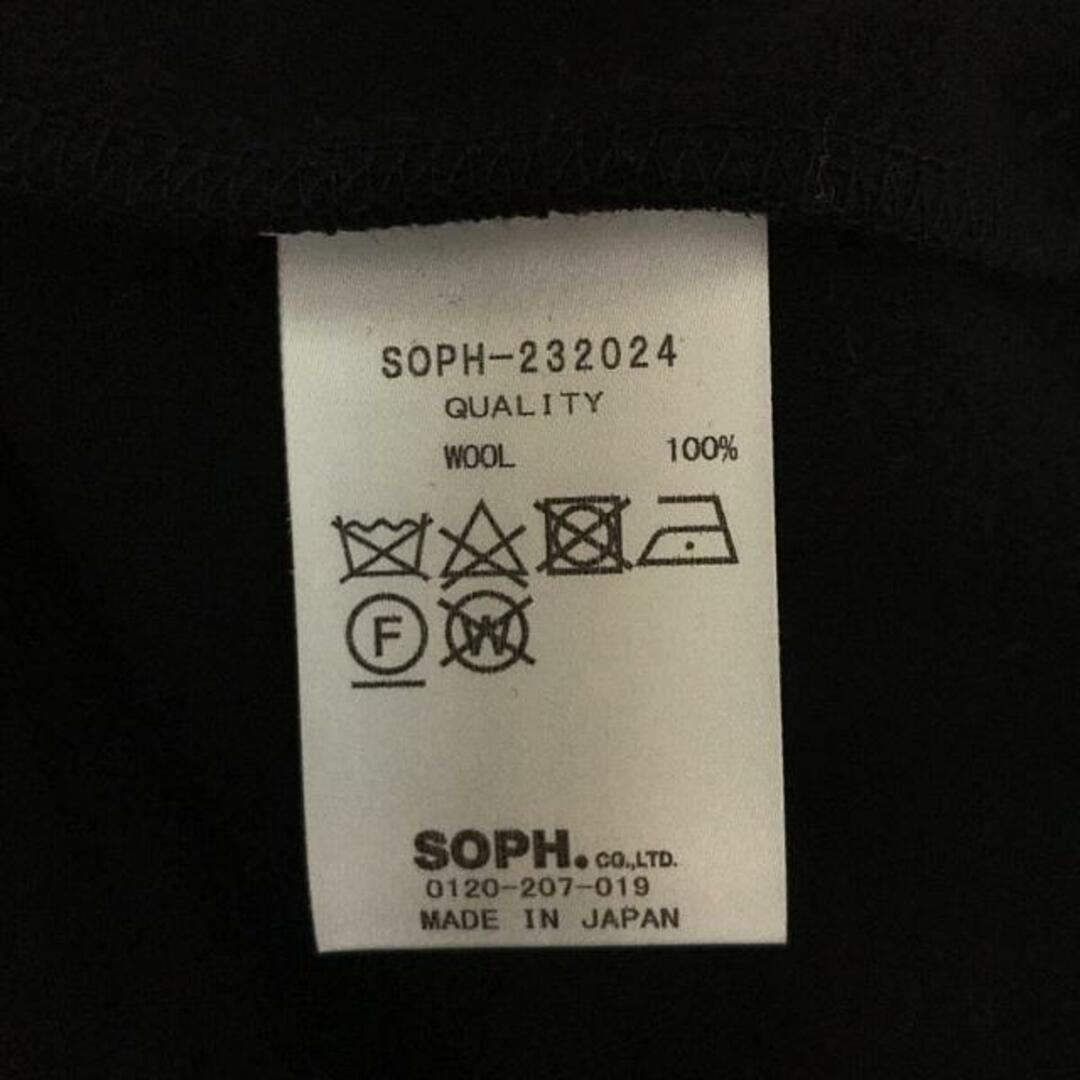 SOPH-232024
QUALITY
WOOL 100%
F W
SOPH. CO.,LTD.
0120-207-019
MADE IN JAPAN